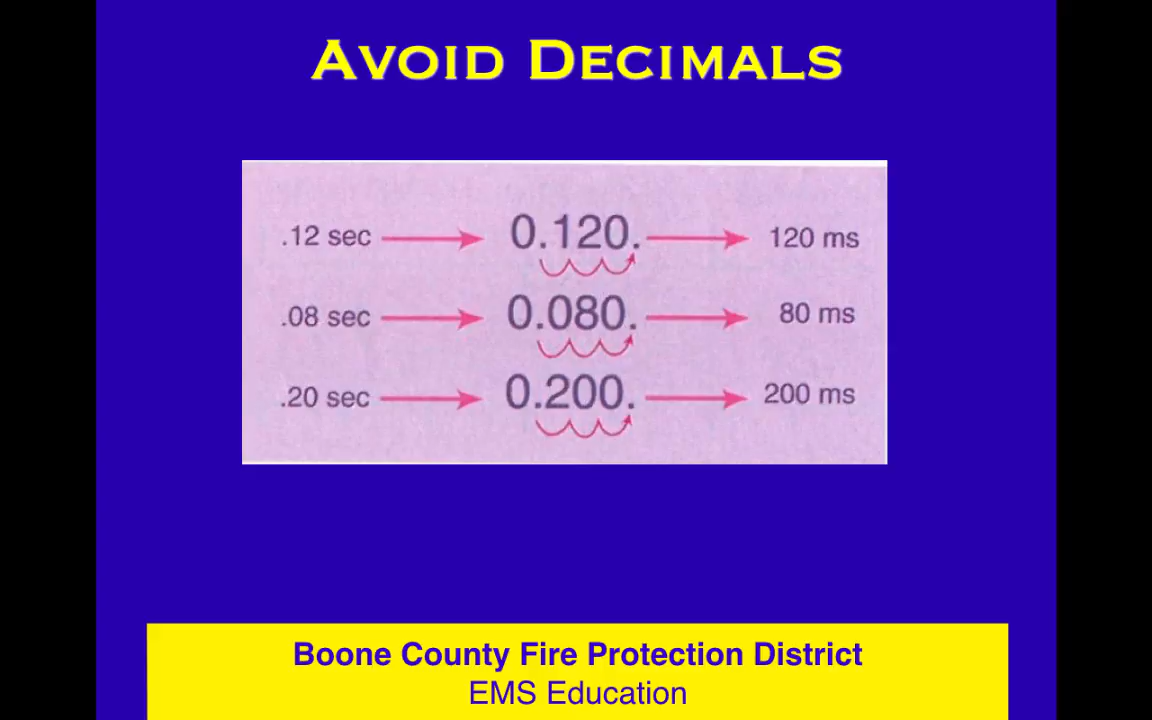 AVOID DECIMALS
.12 sec 0.120. 120 ms
.08 sec 0.080. 80 ms
.20 sec 0.200. 200 ms
Boone County Fire Protection District
EMS Education